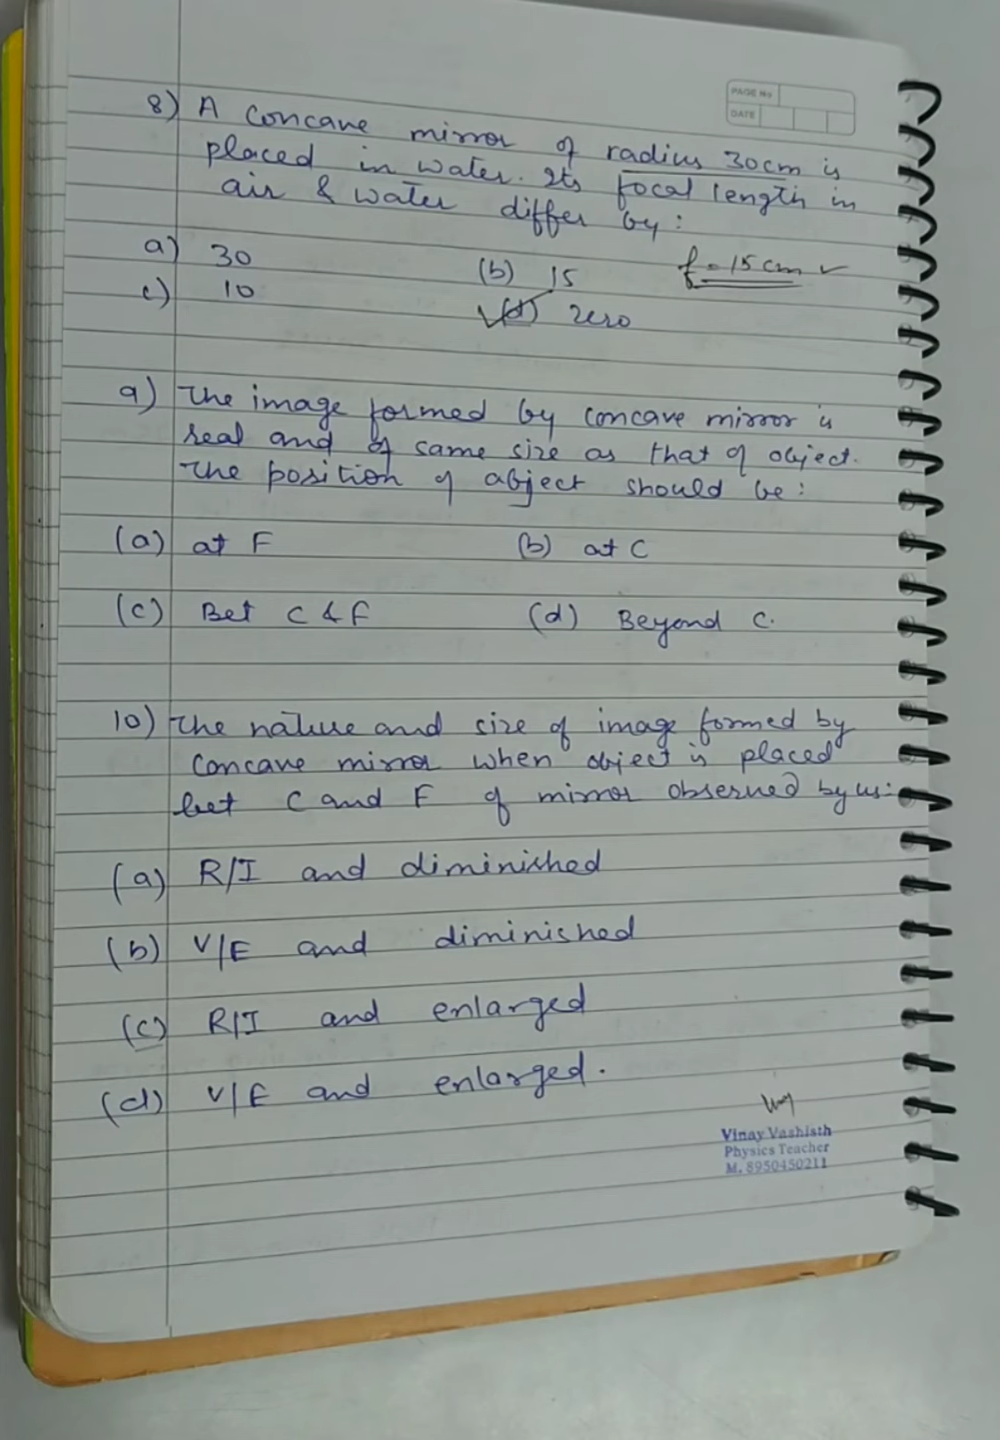 PAGE No
DATE
8) A concave mirror of radius 30cm is
placed in water. Its focal length in
air & water differ by:
a) 30 (b) 15 f = 15 cm ✓
c) 10 ✓(d) zero
9) The image formed by concave mirror is
real and of same size as that of object.
The position of object should be:
(a) at F (b) at C
(c) Bet C & F (d) Beyond C.
10) The nature and size of image formed by
concave mirror when object is placed
bet C and F of mirror observed by us:-
(a) R/I and diminished
(b) V/E and diminished
(c) R/I and enlarged
(d) V/E and enlarged.
Vinay Vashisth
Physics Teacher
M. 8950450211